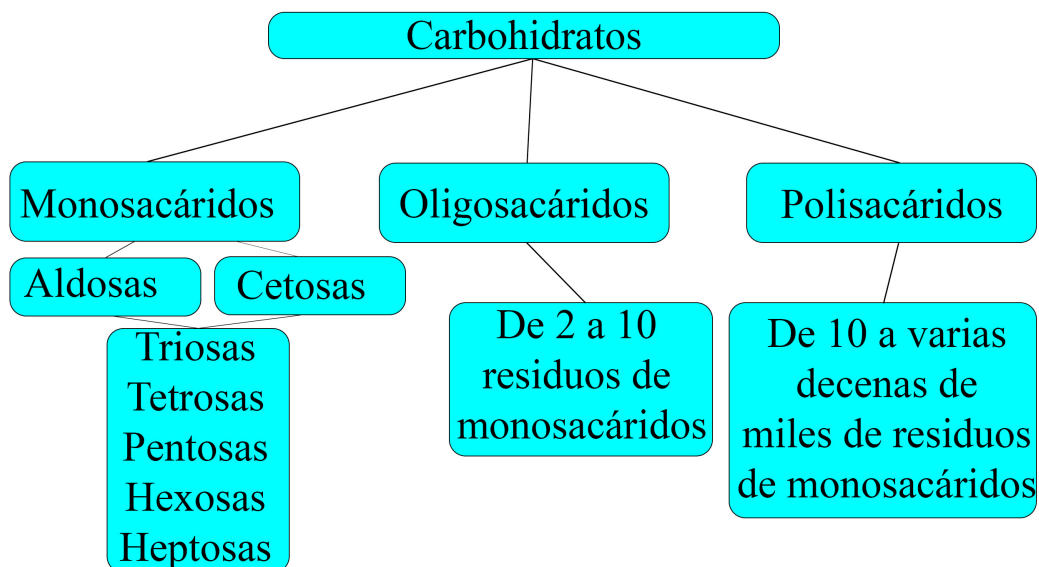 Carbohidratos
Monosacáridos
Oligosacáridos
Polisacáridos
Aldosas
Cetosas
Triosas
Tetrosas
Pentosas
Hexosas
Heptosas
De 2 a 10
residuos de
monosacáridos
De 10 a varias
decenas de
miles de residuos
de monosacáridos